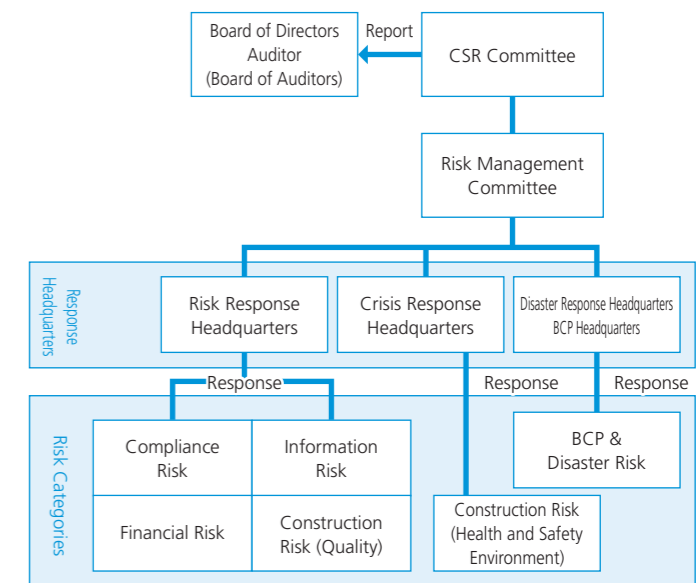 Board of Directors
Auditor
(Board of Auditors)
Report
CSR Committee
Risk Management
Committee
Response
Headquarters
Risk Response
Headquarters
Crisis Response
Headquarters
Disaster Response Headquarters
BCP Headquarters
Response
Response
Response
Risk Categories
Compliance
Risk
Information
Risk
Financial Risk
Construction
Risk (Quality)
Construction Risk
(Health and Safety
Environment)
BCP &
Disaster Risk